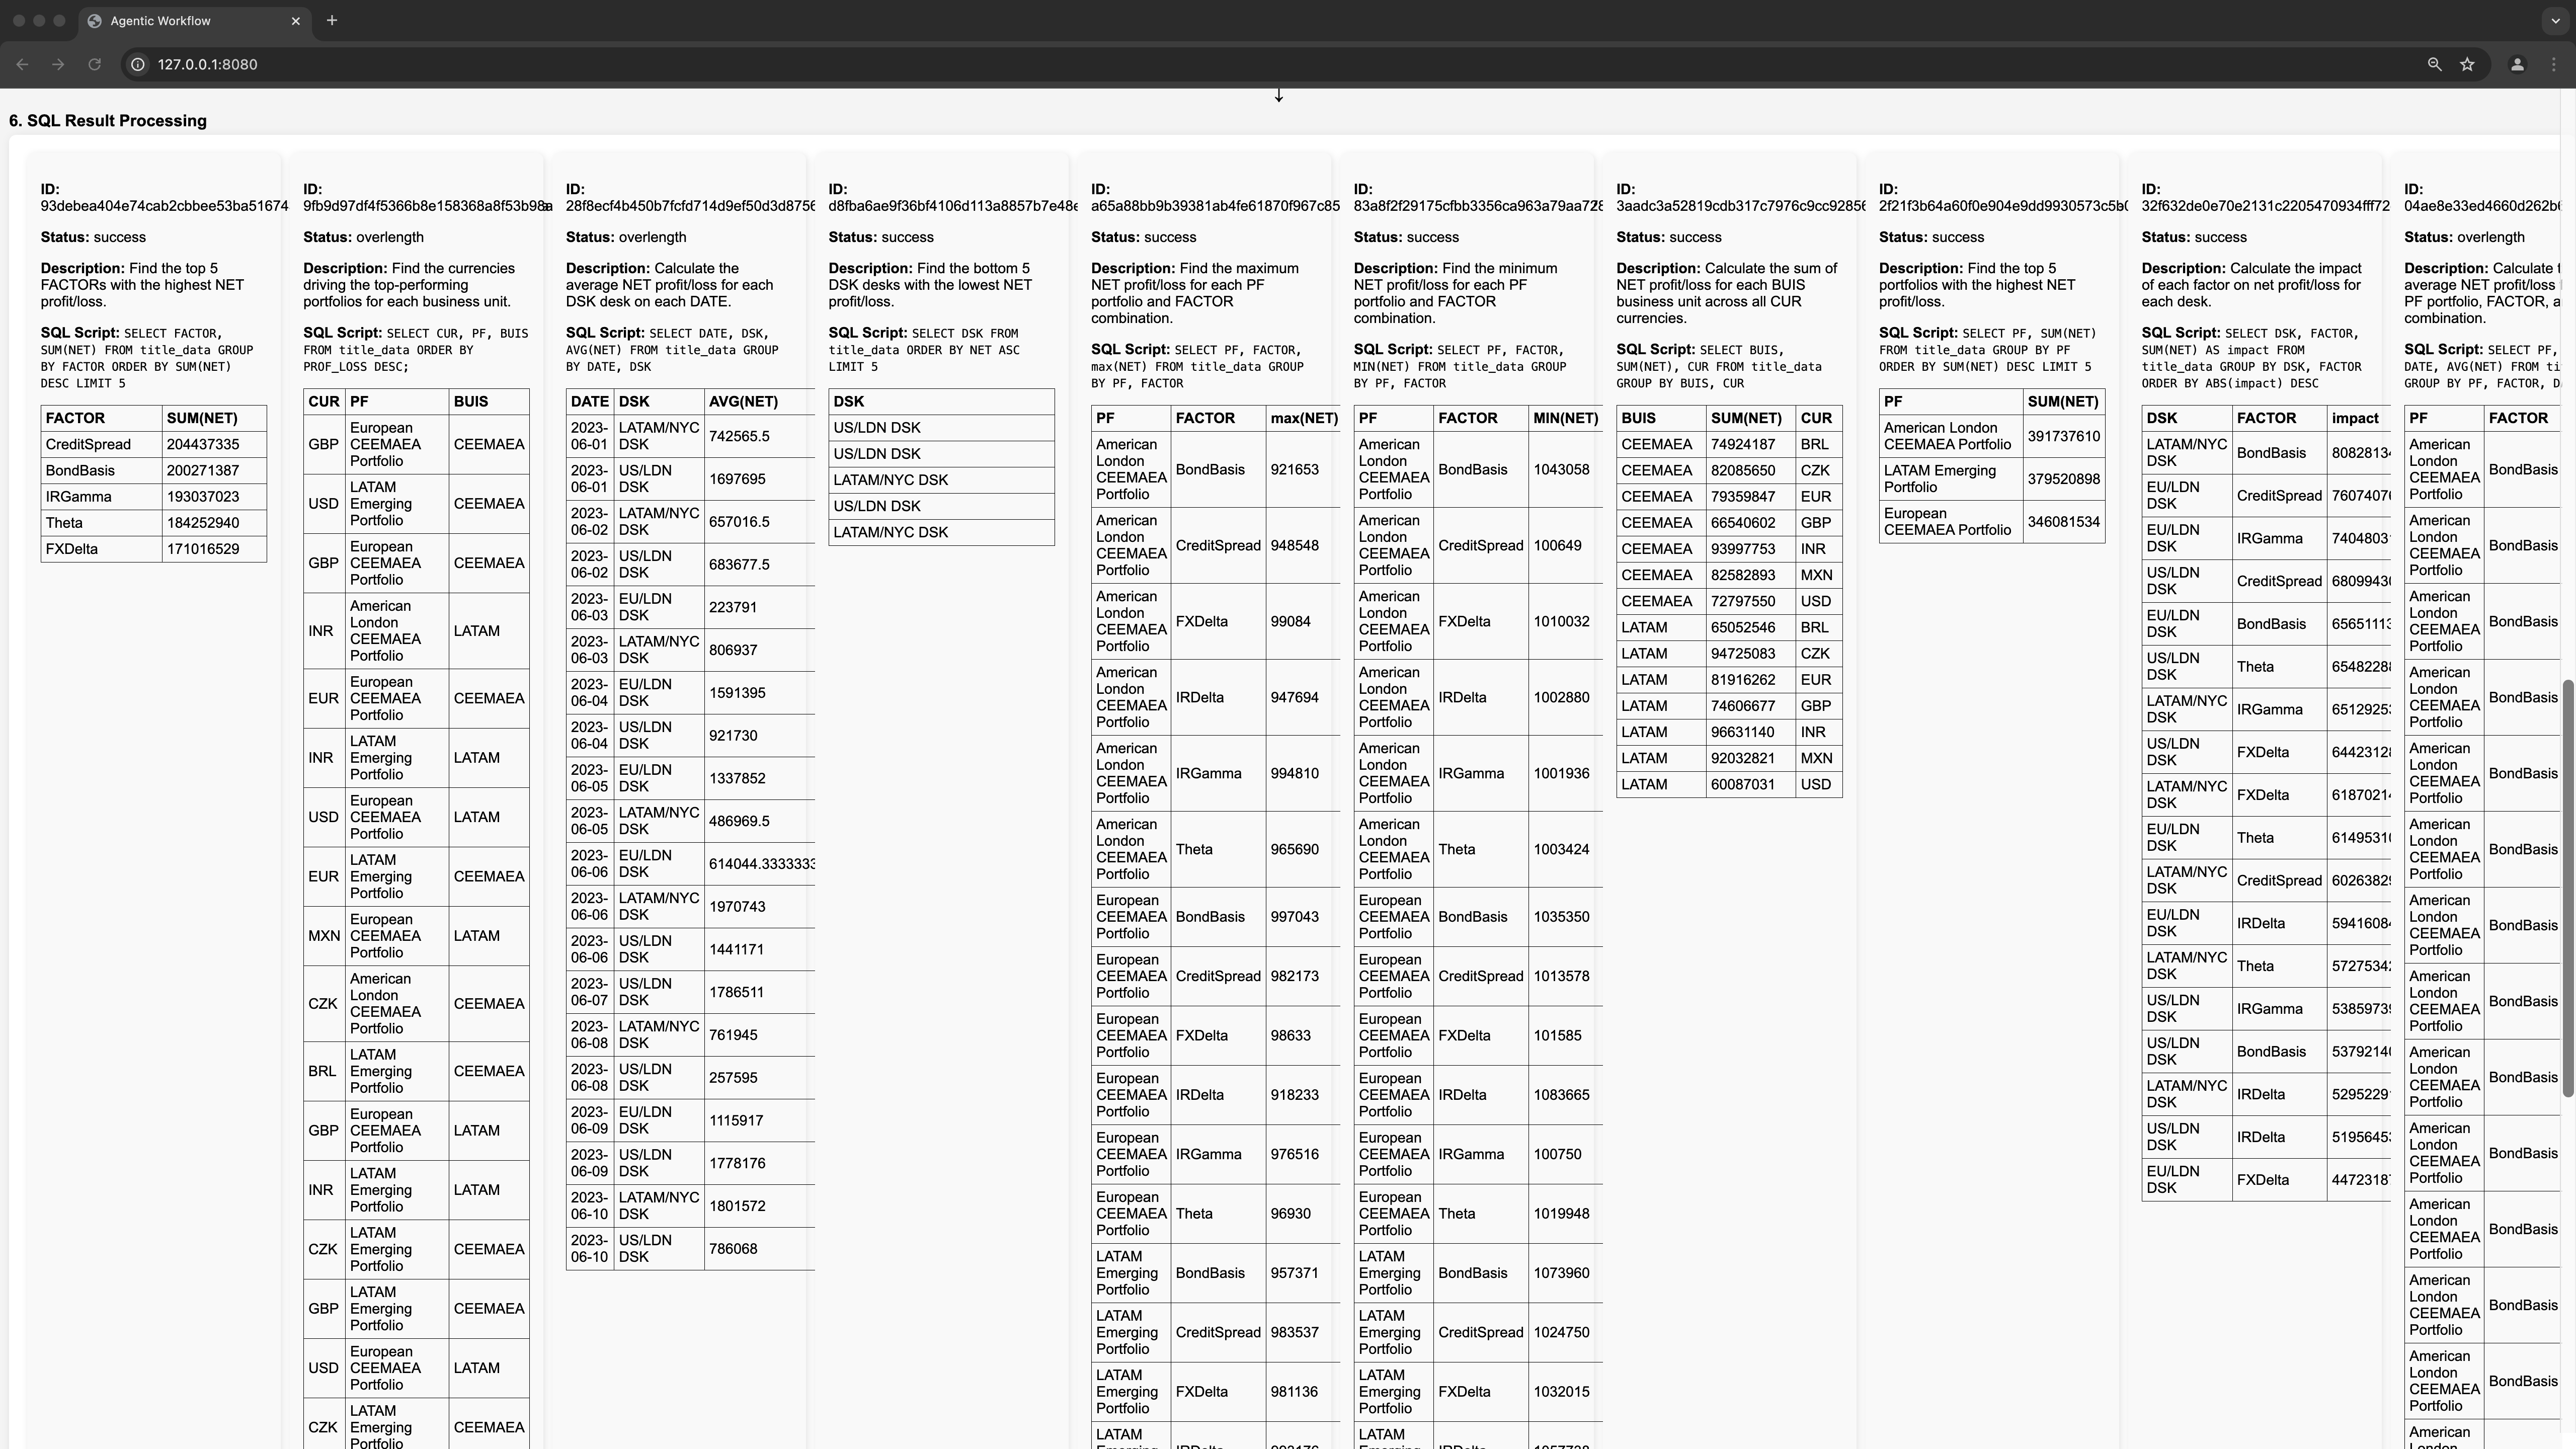 Agentic Workflow
127.0.0.1:8080
6. SQL Result Processing
ID:
93debea404e74cab2cbbee53ba51674
Status: success
Description: Find the top 5
FACTORs with the highest NET
profit/loss.
SQL Script: SELECT FACTOR,
SUM(NET) FROM title_data GROUP
BY FACTOR ORDER BY SUM(NET)
DESC LIMIT 5
FACTOR SUM(NET)
CreditSpread 204437335
BondBasis 200271387
IRGamma 193037023
Theta 184252940
FXDelta 171016529
ID:
9fb9d97df4f5366b8e158368a8f53b98a
Status: overlength
Description: Find the currencies
driving the top-performing
portfolios for each business unit.
SQL Script: SELECT CUR, PF, BUIS
FROM title_data ORDER BY
PROF_LOSS DESC;
CUR PF BUIS
GBP European CEEMAEA Portfolio CEEMAEA
USD LATAM Emerging Portfolio CEEMAEA
GBP European CEEMAEA Portfolio CEEMAEA
INR American London CEEMAEA Portfolio LATAM
EUR European CEEMAEA Portfolio CEEMAEA
INR LATAM Emerging Portfolio LATAM
USD European CEEMAEA Portfolio LATAM
EUR LATAM Emerging Portfolio CEEMAEA
MXN European CEEMAEA Portfolio LATAM
CZK American London CEEMAEA Portfolio CEEMAEA
BRL LATAM Emerging Portfolio CEEMAEA
GBP European CEEMAEA Portfolio LATAM
INR LATAM Emerging Portfolio LATAM
CZK LATAM Emerging Portfolio CEEMAEA
GBP LATAM Emerging Portfolio CEEMAEA
USD European CEEMAEA Portfolio LATAM
CZK LATAM Emerging Portfolio CEEMAEA
ID:
28f8ecf4b450b7fcfd714d9ef50d3d8756
Status: overlength
Description: Calculate the
average NET profit/loss for each
DSK desk on each DATE.
SQL Script: SELECT DATE, DSK,
AVG(NET) FROM title_data GROUP
BY DATE, DSK
DATE DSK AVG(NET)
2023-06-01 LATAM/NYC DSK 742565.5
2023-06-01 US/LDN DSK 1697695
2023-06-02 LATAM/NYC DSK 657016.5
2023-06-02 US/LDN DSK 683677.5
2023-06-03 EU/LDN DSK 223791
2023-06-03 LATAM/NYC DSK 806937
2023-06-04 EU/LDN DSK 1591395
2023-06-04 US/LDN DSK 921730
2023-06-05 EU/LDN DSK 1337852
2023-06-05 LATAM/NYC DSK 486969.5
2023-06-06 EU/LDN DSK 614044.3333333
2023-06-06 LATAM/NYC DSK 1970743
2023-06-06 US/LDN DSK 1441171
2023-06-07 US/LDN DSK 1786511
2023-06-08 LATAM/NYC DSK 761945
2023-06-08 US/LDN DSK 257595
2023-06-09 EU/LDN DSK 1115917
2023-06-09 US/LDN DSK 1778176
2023-06-10 LATAM/NYC DSK 1801572
2023-06-10 US/LDN DSK 786068
ID:
d8fba6ae9f36bf4106d113a8857b7e48e
Status: success
Description: Find the bottom 5
DSK desks with the lowest NET
profit/loss.
SQL Script: SELECT DSK FROM
title_data ORDER BY NET ASC
LIMIT 5
DSK
US/LDN DSK
US/LDN DSK
LATAM/NYC DSK
US/LDN DSK
LATAM/NYC DSK
ID:
a65a88bb9b39381ab4fe61870f967c85
Status: success
Description: Find the maximum
NET profit/loss for each PF
portfolio and FACTOR
combination.
SQL Script: SELECT PF, FACTOR,
max(NET) FROM title_data GROUP
BY PF, FACTOR
PF FACTOR max(NET)
American London CEEMAEA Portfolio BondBasis 921653
American London CEEMAEA Portfolio CreditSpread 948548
American London CEEMAEA Portfolio FXDelta 99084
American London CEEMAEA Portfolio IRDelta 947694
American London CEEMAEA Portfolio IRGamma 994810
American London CEEMAEA Portfolio Theta 965690
European CEEMAEA Portfolio BondBasis 997043
European CEEMAEA Portfolio CreditSpread 982173
European CEEMAEA Portfolio FXDelta 98633
European CEEMAEA Portfolio IRDelta 918233
European CEEMAEA Portfolio IRGamma 976516
European CEEMAEA Portfolio Theta 96930
LATAM Emerging Portfolio BondBasis 957371
LATAM Emerging Portfolio CreditSpread 983537
LATAM Emerging Portfolio FXDelta 981136
LATAM
ID:
83a8f2f29175cfbb3356ca963a79aa7
Status: success
Description: Find the minimum
NET profit/loss for each PF
portfolio and FACTOR
combination.
SQL Script: SELECT PF, FACTOR,
MIN(NET) FROM title_data GROUP
BY PF, FACTOR
PF FACTOR MIN(NET)
American London CEEMAEA Portfolio BondBasis 1043058
American London CEEMAEA Portfolio CreditSpread 100649
American London CEEMAEA Portfolio FXDelta 1010032
American London CEEMAEA Portfolio IRDelta 1002880
American London CEEMAEA Portfolio IRGamma 1001936
American London CEEMAEA Portfolio Theta 1003424
European CEEMAEA Portfolio BondBasis 1035350
European CEEMAEA Portfolio CreditSpread 1013578
European CEEMAEA Portfolio FXDelta 101585
European CEEMAEA Portfolio IRDelta 1083665
European CEEMAEA Portfolio IRGamma 100750
European CEEMAEA Portfolio Theta 1019948
LATAM Emerging Portfolio BondBasis 1073960
LATAM Emerging Portfolio CreditSpread 1024750
LATAM Emerging Portfolio FXDelta 1032015
LATAM
ID:
3aadc3a52819cdb317c7976c9cc92856
Status: success
Description: Calculate the sum of
NET profit/loss for each BUIS
business unit across all CUR
currencies.
SQL Script: SELECT BUIS,
SUM(NET), CUR FROM title_data
GROUP BY BUIS, CUR
BUIS SUM(NET) CUR
CEEMAEA 74924187 BRL
CEEMAEA 82085650 CZK
CEEMAEA 79359847 EUR
CEEMAEA 66540602 GBP
CEEMAEA 93997753 INR
CEEMAEA 82582893 MXN
CEEMAEA 72797550 USD
LATAM 65052546 BRL
LATAM 94725083 CZK
LATAM 81916262 EUR
LATAM 74606677 GBP
LATAM 96631140 INR
LATAM 92032821 MXN
LATAM 60087031 USD
ID:
2f21f3b64a60f0e904e9dd9930573c5b
Status: success
Description: Find the top 5
portfolios with the highest NET
profit/loss.
SQL Script: SELECT PF, SUM(NET)
FROM title_data GROUP BY PF
ORDER BY SUM(NET) DESC LIMIT 5
PF SUM(NET)
American London CEEMAEA Portfolio 391737610
LATAM Emerging Portfolio 379520898
European CEEMAEA Portfolio 346081534
ID:
32f632de0e70e2131c2205470934fff72
Status: success
Description: Calculate the impact
of each factor on net profit/loss for
each desk.
SQL Script: SELECT DSK, FACTOR,
SUM(NET) AS impact FROM
title_data GROUP BY DSK, FACTOR
ORDER BY ABS(impact) DESC
DSK FACTOR impact
LATAM/NYC DSK BondBasis 8082813
EU/LDN DSK CreditSpread 7607407
EU/LDN DSK IRGamma 7404803
US/LDN DSK CreditSpread 6809943
EU/LDN DSK BondBasis 6565111
US/LDN DSK Theta 6548228
LATAM/NYC DSK IRGamma 6512925
US/LDN DSK FXDelta 6442312
LATAM/NYC DSK FXDelta 6187021
EU/LDN DSK Theta 6149531
LATAM/NYC DSK CreditSpread 6026382
EU/LDN DSK IRDelta 5941608
LATAM/NYC DSK Theta 5727534
US/LDN DSK IRGamma 5385973
US/LDN DSK BondBasis 5379214
LATAM/NYC DSK IRDelta 5295229
US/LDN DSK IRDelta 5195645
EU/LDN DSK FXDelta 4472318
ID:
04ae8e33ed4660d262b
Status: overlength
Description: Calculate
average NET profit/loss
PF portfolio, FACTOR,
combination.
SQL Script: SELECT PF,
DATE, AVG(NET) FROM
GROUP BY PF, FACTOR,
PF FACTOR
American London CEEMAEA Portfolio BondBasis
American London CEEMAEA Portfolio BondBasis
American London CEEMAEA Portfolio BondBasis
American London CEEMAEA Portfolio BondBasis
American London CEEMAEA Portfolio BondBasis
American London CEEMAEA Portfolio BondBasis
American London CEEMAEA Portfolio BondBasis
American London CEEMAEA Portfolio BondBasis
American London CEEMAEA Portfolio BondBasis
American London CEEMAEA Portfolio BondBasis
American London CEEMAEA Portfolio BondBasis
American London CEEMAEA Portfolio BondBasis
American London CEEMAEA Portfolio BondBasis
American